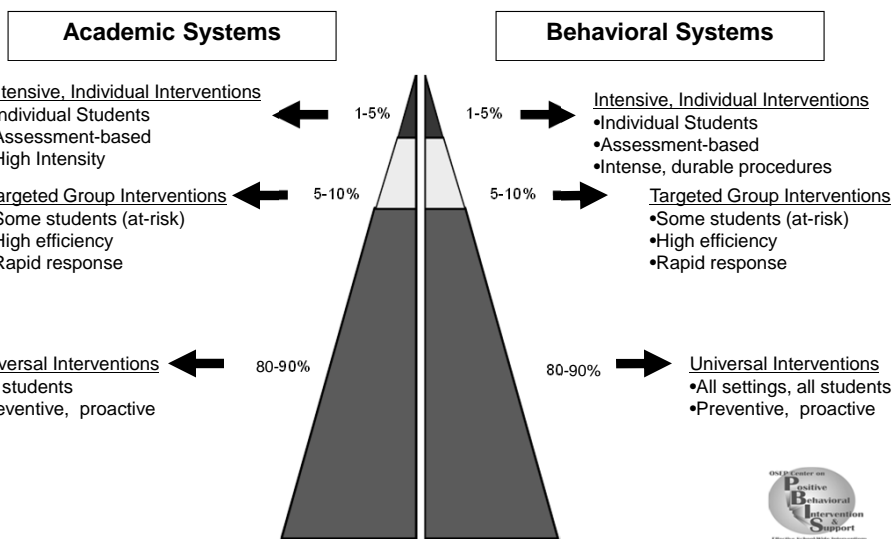 Academic Systems
Behavioral Systems
tensive, Individual Interventions
ndividual Students
Assessment-based
High Intensity
1-5%
1-5%
Intensive, Individual Interventions
•Individual Students
•Assessment-based
•Intense, durable procedures
argeted Group Interventions
Some students (at-risk)
High efficiency
Rapid response
5-10%
5-10%
Targeted Group Interventions
•Some students (at-risk)
•High efficiency
•Rapid response
versal Interventions
students
eventive, proactive
80-90%
80-90%
Universal Interventions
•All settings, all students
•Preventive, proactive
OSEP Center on
Positive
Behavioral
Intervention
&
Support